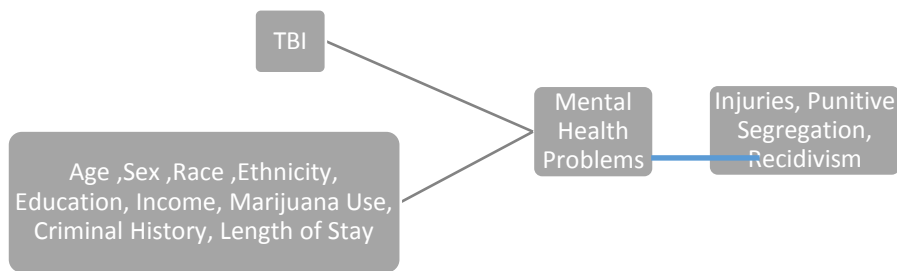 TBI
Mental
Health
Problems
Injuries, Punitive
Segregation,
Recidivism
Age ,Sex ,Race ,Ethnicity,
Education, Income, Marijuana Use,
Criminal History, Length of Stay